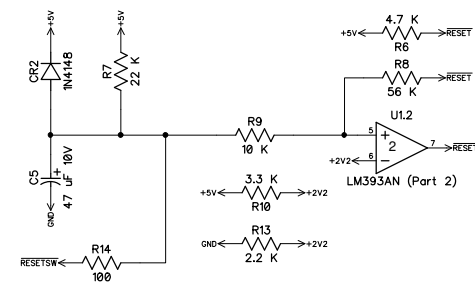 +5V
CR2
1N4148
R7
22 K
4.7 K
+5V
RESET
R6
R8
RESET
56 K
U1.2
R9
10 K
5
+
2
7
RESET
+2V2
6
-
LM393AN (Part 2)
+5V
C5
+
47 uF 10V
GND
3.3 K
+5V
+2V2
R10
GND
R13
+2V2
2.2 K
RESETSW
R14
100